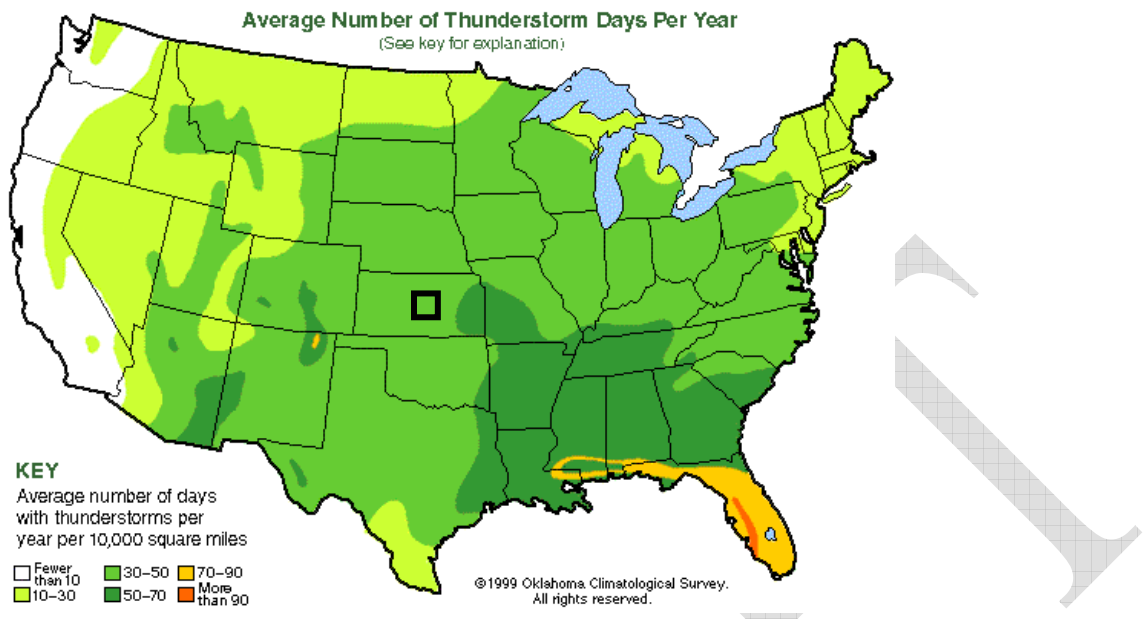 Average Number of Thunderstorm Days Per Year
(See key for explanation)
KEY
Average number of days
with thunderstorms per
year per 10,000 square miles
Fewer than 10
30–50
70–90
10–30
50–70
More than 90
©1999 Oklahoma Climatological Survey.
All rights reserved.